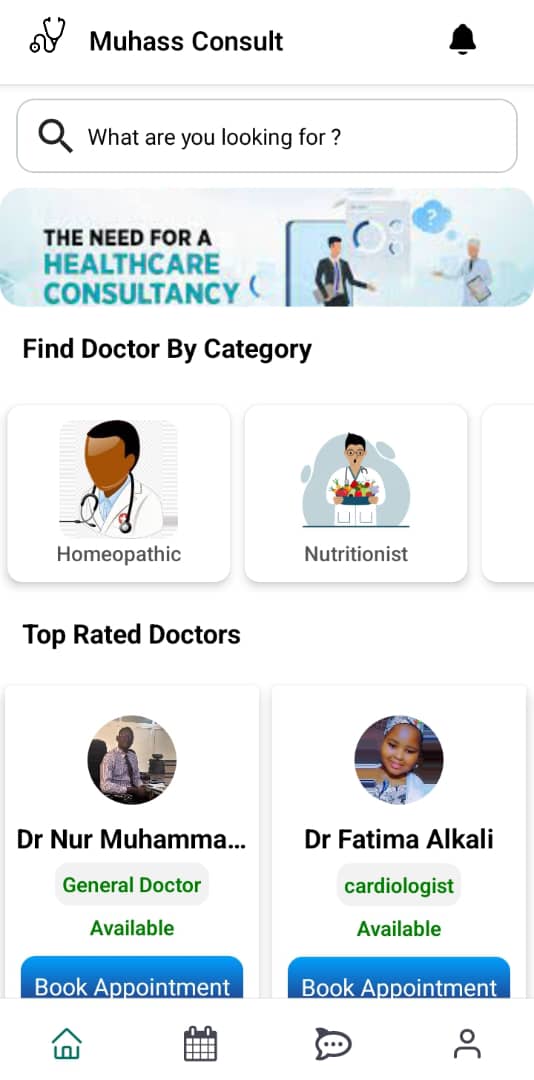 Muhass Consult
What are you looking for ?
THE NEED FOR A
HEALTHCARE
CONSULTANCY
?
Find Doctor By Category
Homeopathic
Nutritionist
Top Rated Doctors
Dr Nur Muhamma...
General Doctor
Available
Book Appointment
Dr Fatima Alkali
cardiologist
Available
Book Appointment